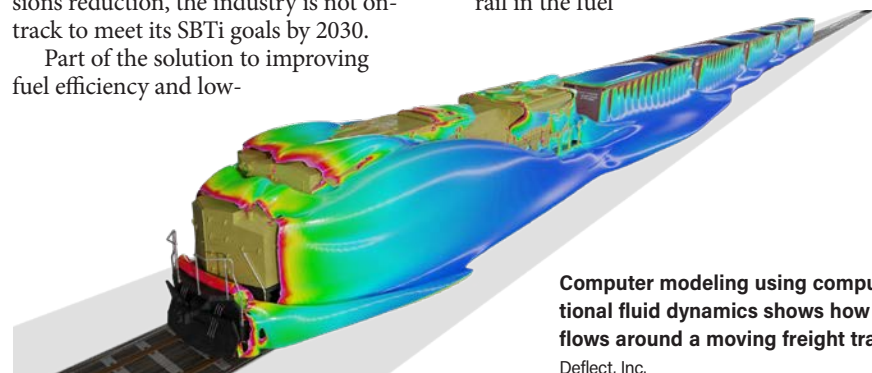 sions reduction, the industry is not on-
track to meet its SBTi goals by 2030.
Part of the solution to improving
fuel efficiency and low-
rail in the fuel
Computer modeling using compu
tional fluid dynamics shows how
flows around a moving freight tra
Deflect, Inc.